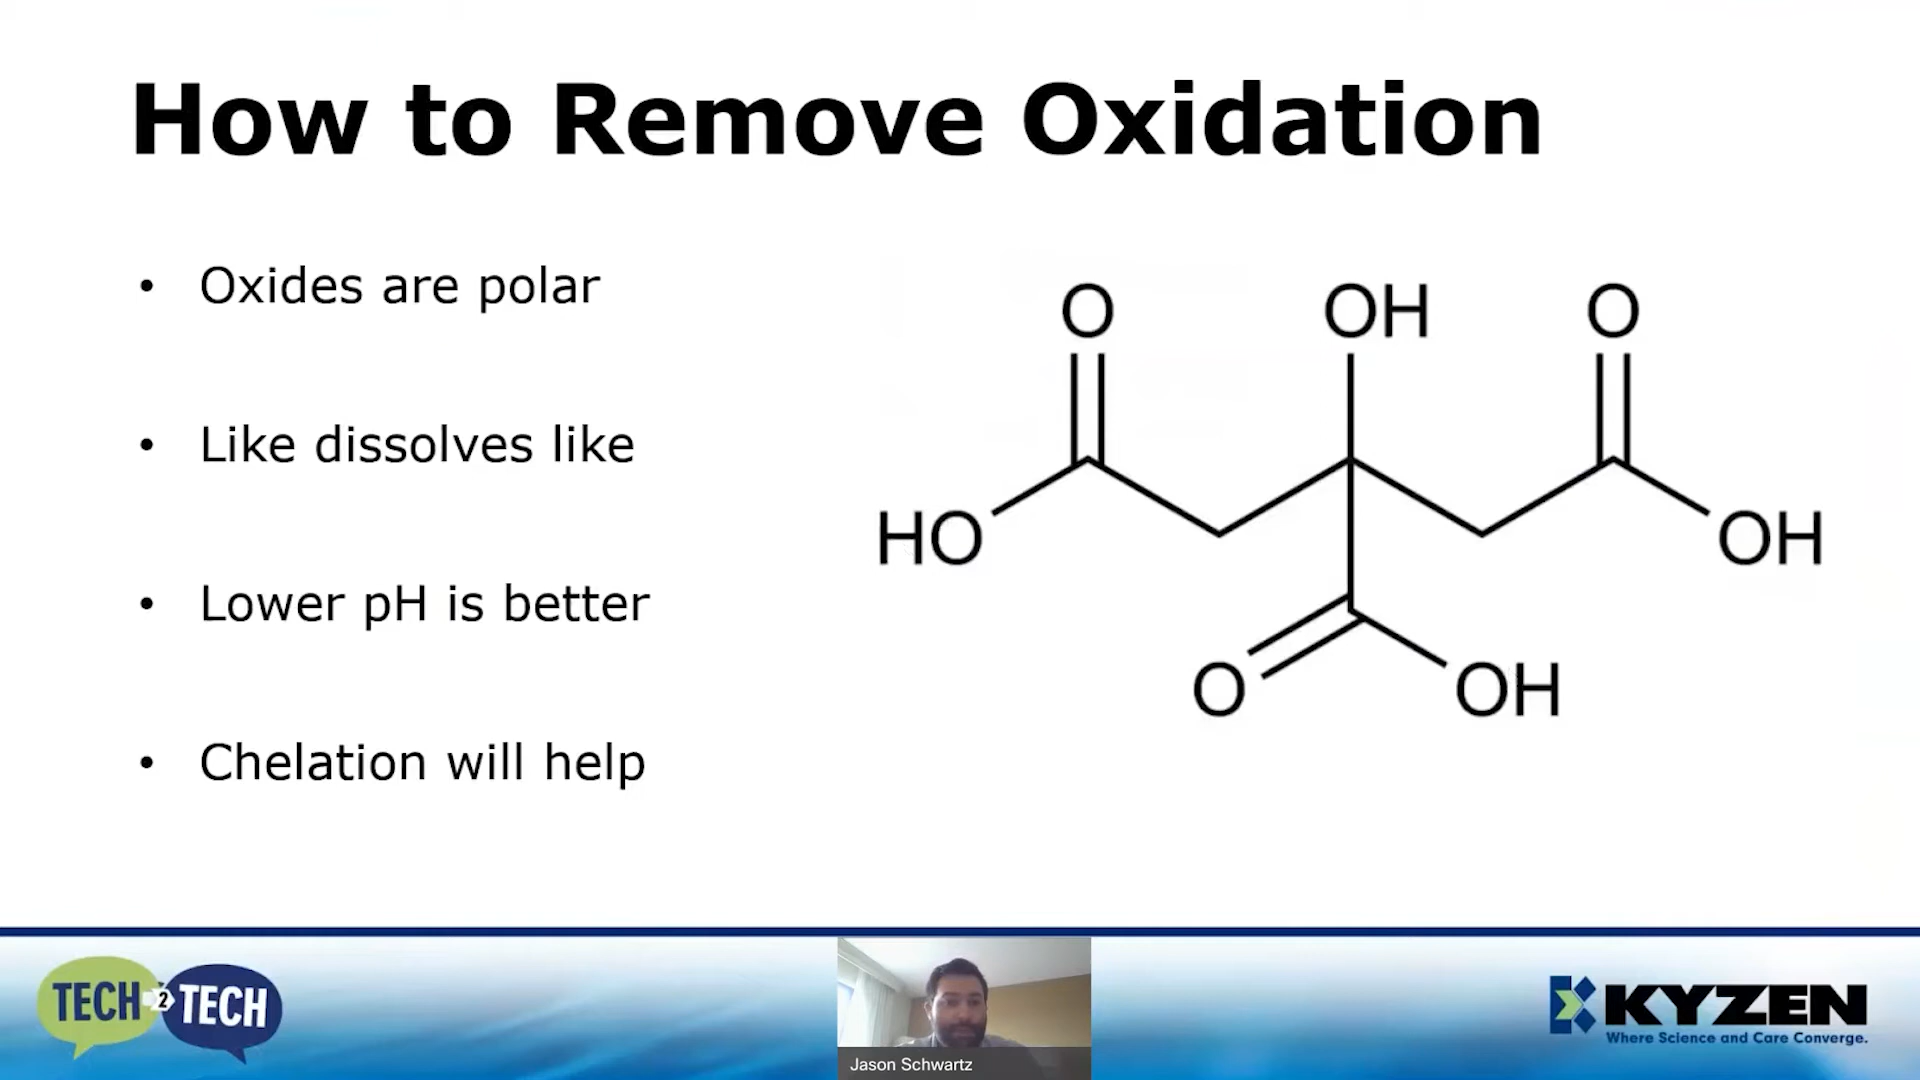 How to Remove Oxidation
• Oxides are polar
• Like dissolves like
• Lower pH is better
• Chelation will help
O
OH
O
HO
OH
O
OH
TECH 2 TECH
Jason Schwartz
KYZEN
Where Science and Care Converge.